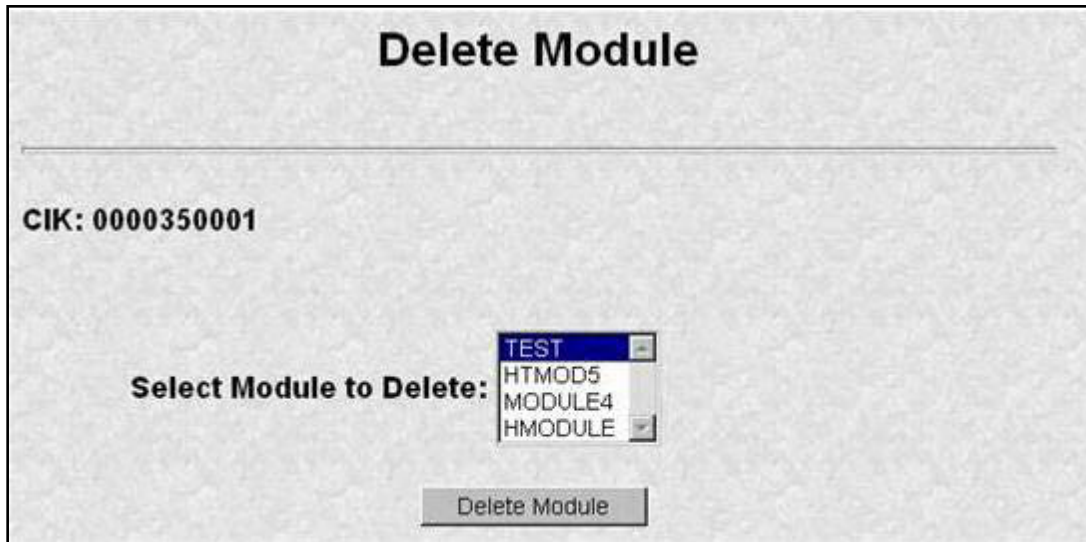 Delete Module
CIK: 0000350001
Select Module to Delete:
TEST
HTMOD5
MODULE4
HMODULE
Delete Module